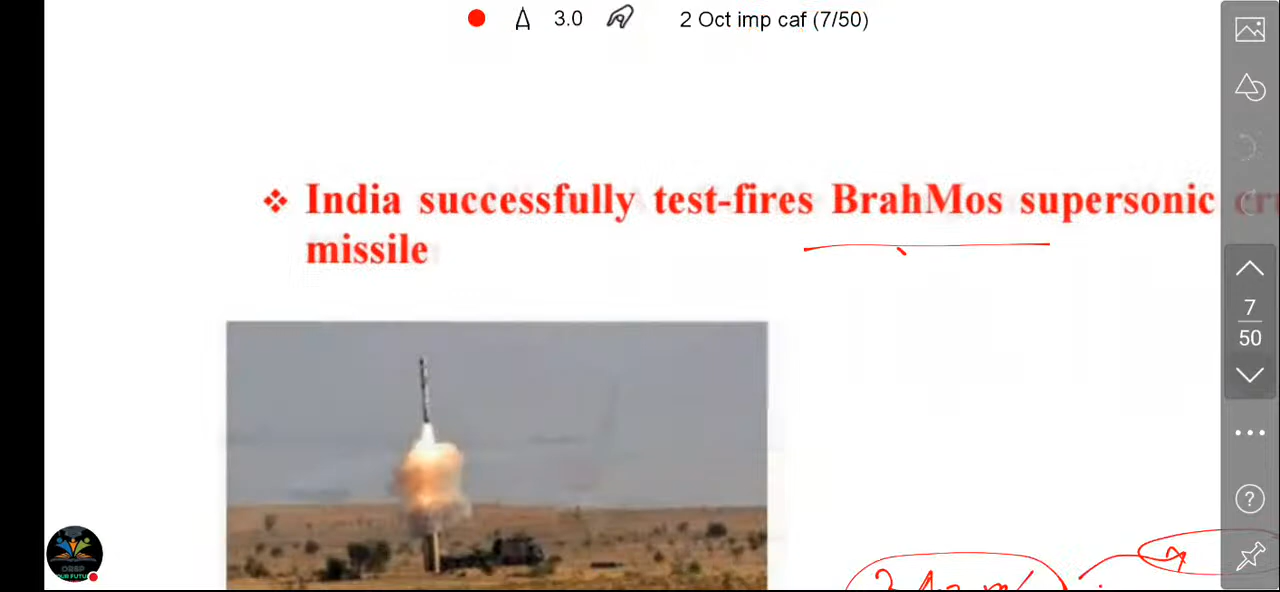 3.0 2 Oct imp caf (7/50)
❖ India successfully test-fires BrahMos supersonic
missile
7
50